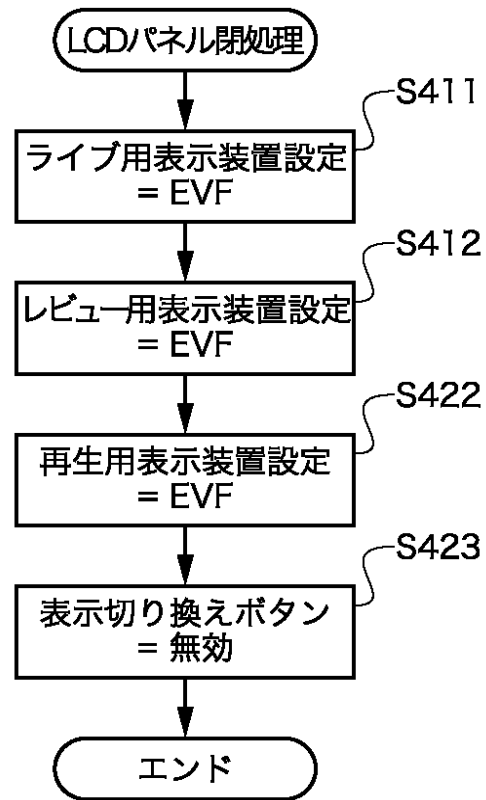 LCDパネル閉処理
S411
ライブ用表示装置設定
= EVF
S412
レビュー用表示装置設定
= EVF
S422
再生用表示装置設定
= EVF
S423
表示切り換えボタン
= 無効
エンド